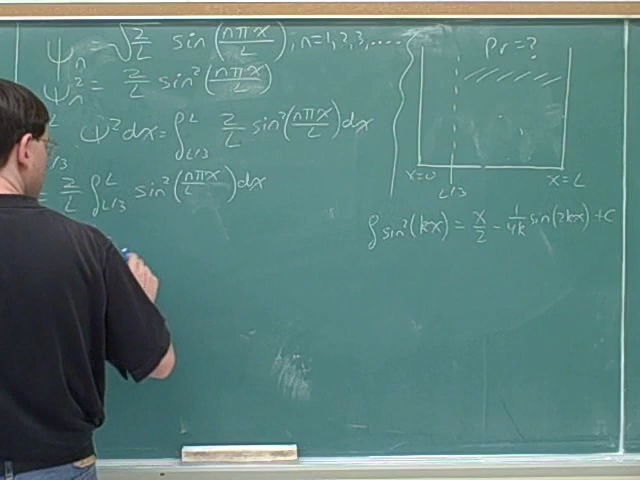 ψₙ = √(2/L) sin(nπx/L), n=1,2,3,.....
ψₙ² = 2/L sin²(nπx/L)
ψ²dx = ∫_{L/3}^{L} 2/L sin²(nπx/L)dx
= 2/L ∫_{L/3}^{L} sin²(nπx/L)dx
Pr=?
x=0
L/3
x=L
∫sin²(kx) = x/2 - 1/4k sin(2kx)+C